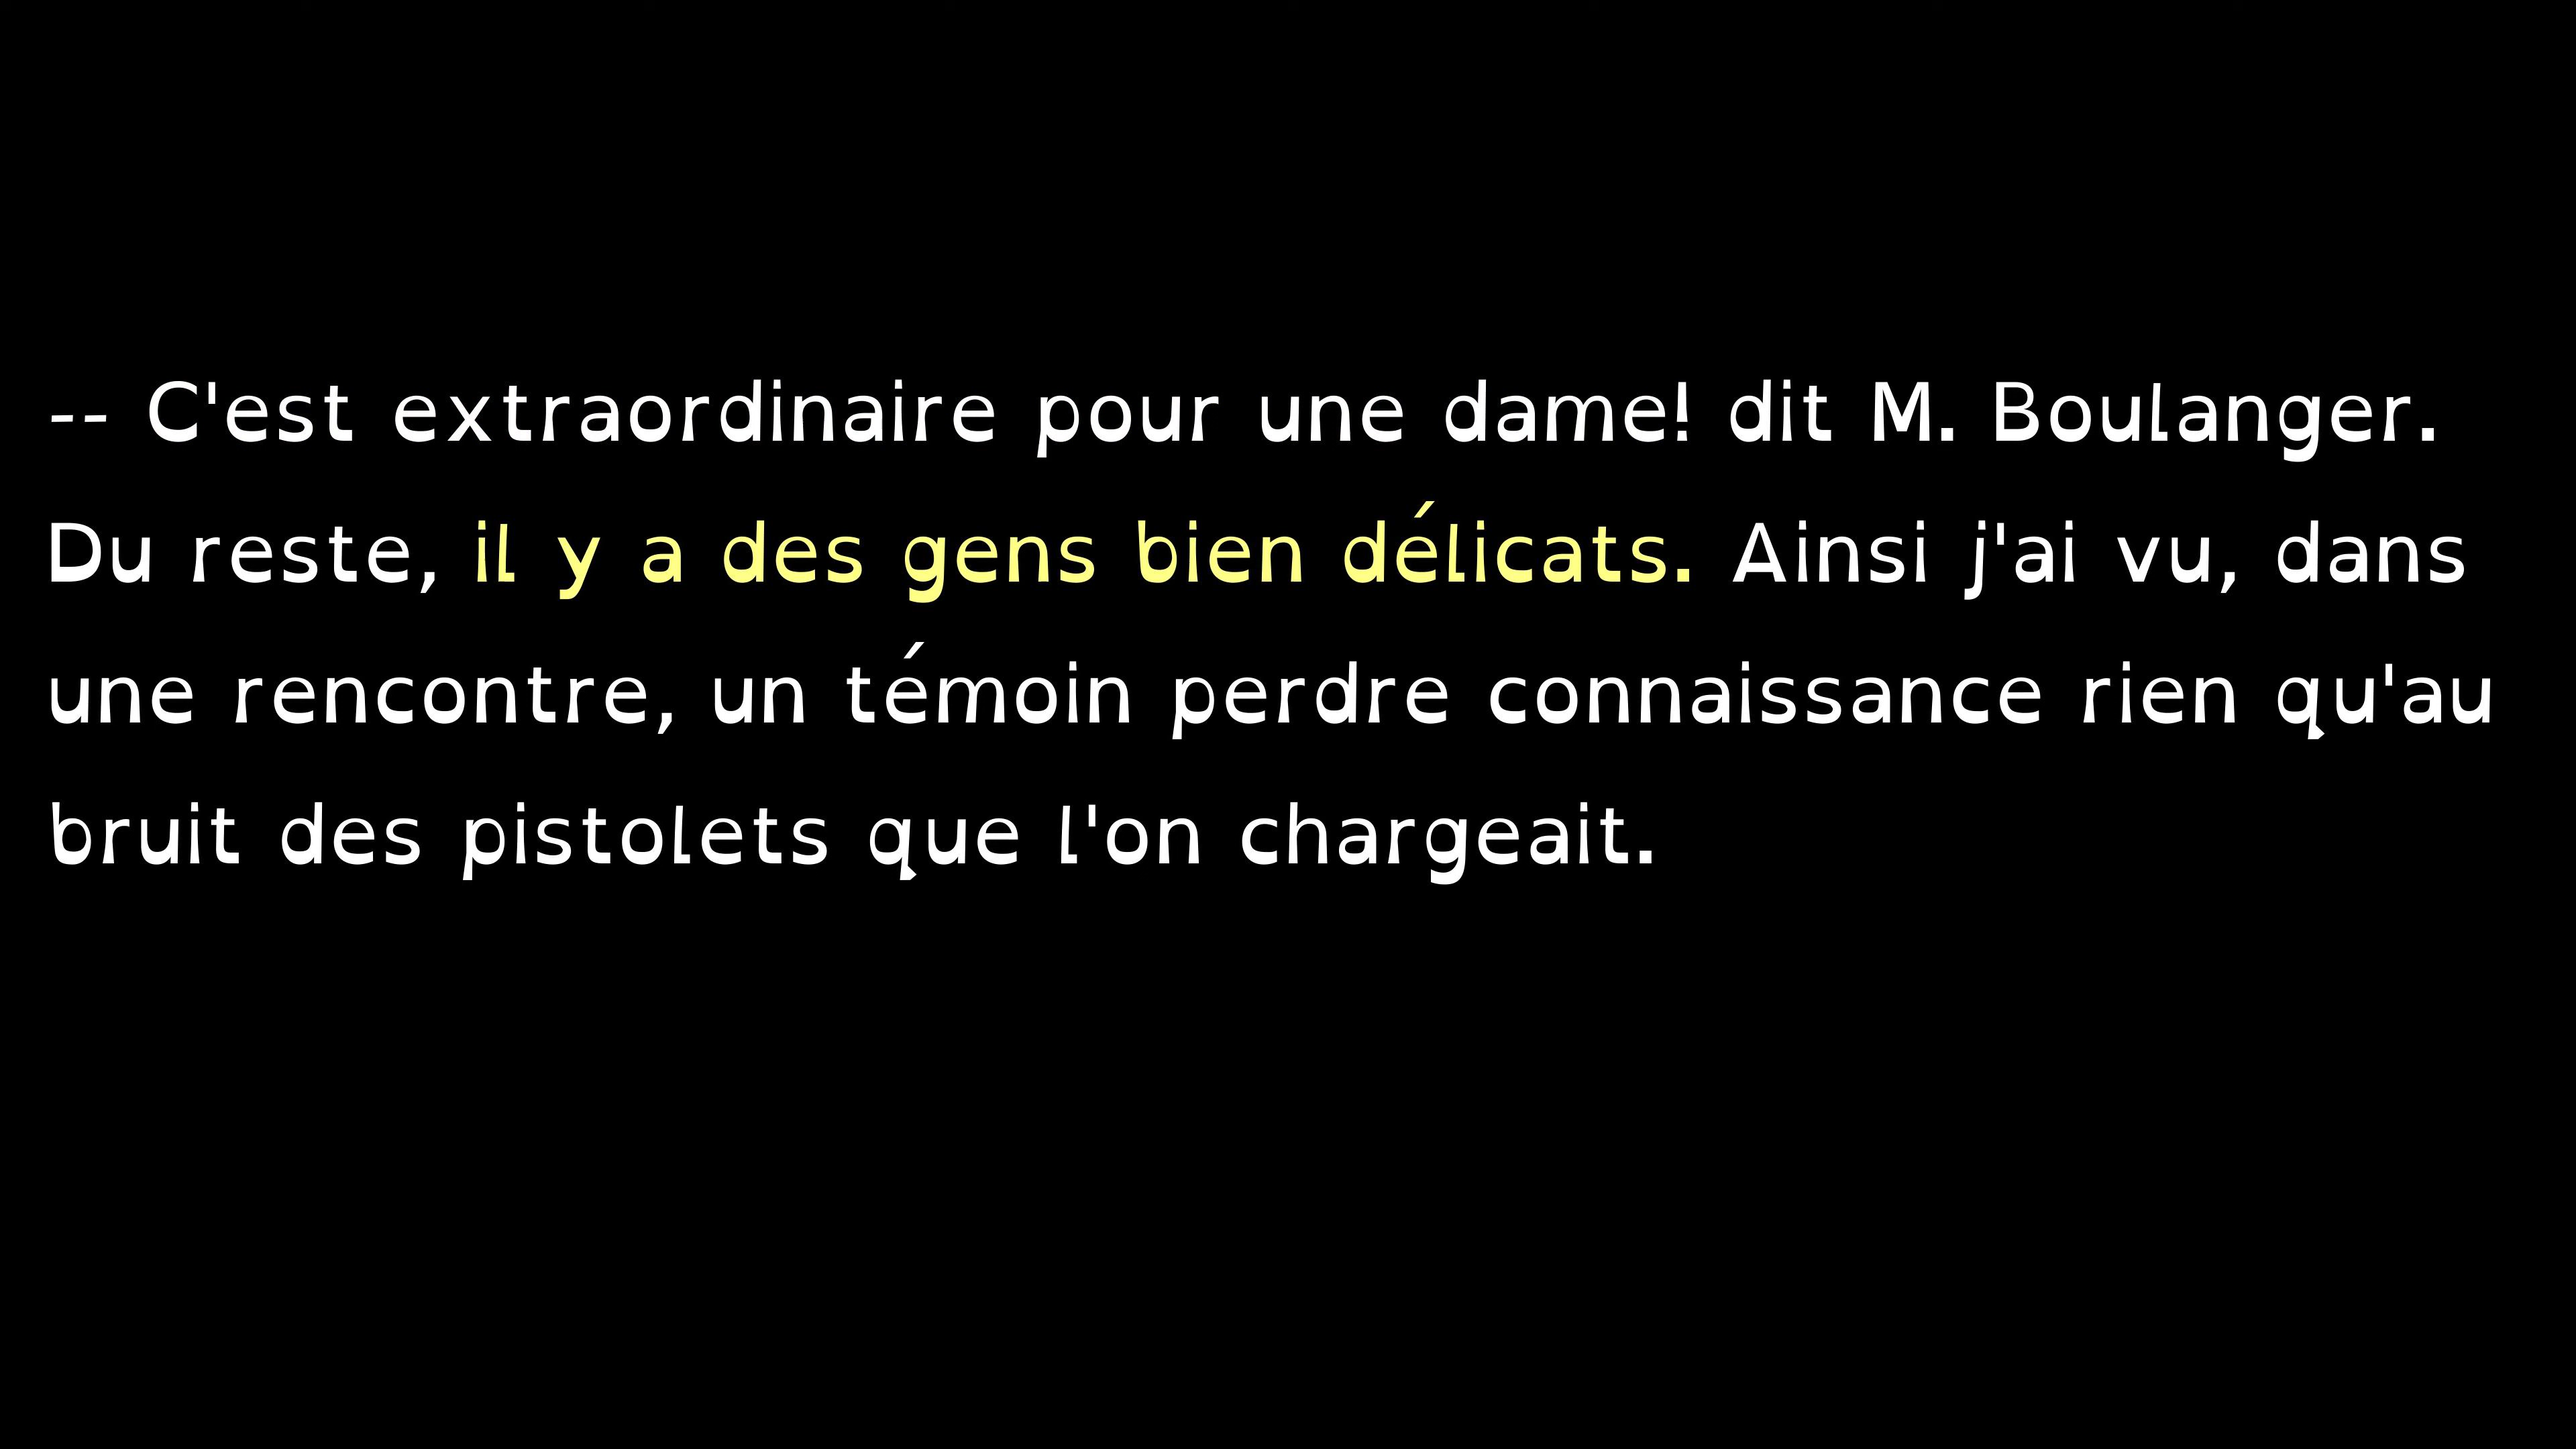 -- C'est extraordinaire pour une dame! dit M. Boulanger.
Du reste, il y a des gens bien délicats. Ainsi j'ai vu, dans
une rencontre, un témoin perdre connaissance rien qu'au
bruit des pistolets que l'on chargeait.